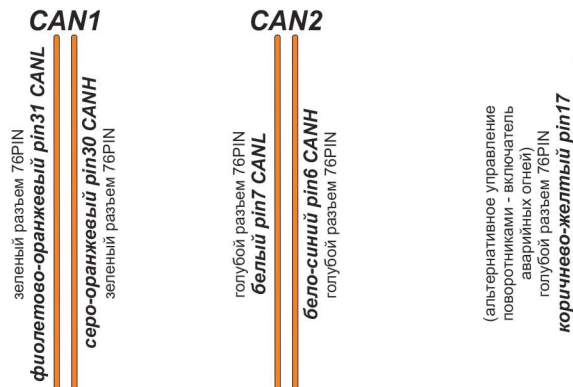 CAN1
зеленый разъем 76PIN
фиолетово-оранжевый pin31 CANL
серо-оранжевый pin30 CANH
зеленый разъем 76PIN
CAN2
голубой разъем 76PIN
белый pin7 CANL
бело-синий pin6 CANH
голубой разъем 76PIN
(альтернативное управление
поворотниками - включатель
аварийных огней)
голубой разъем 76PIN
коричнево-желтый pin17